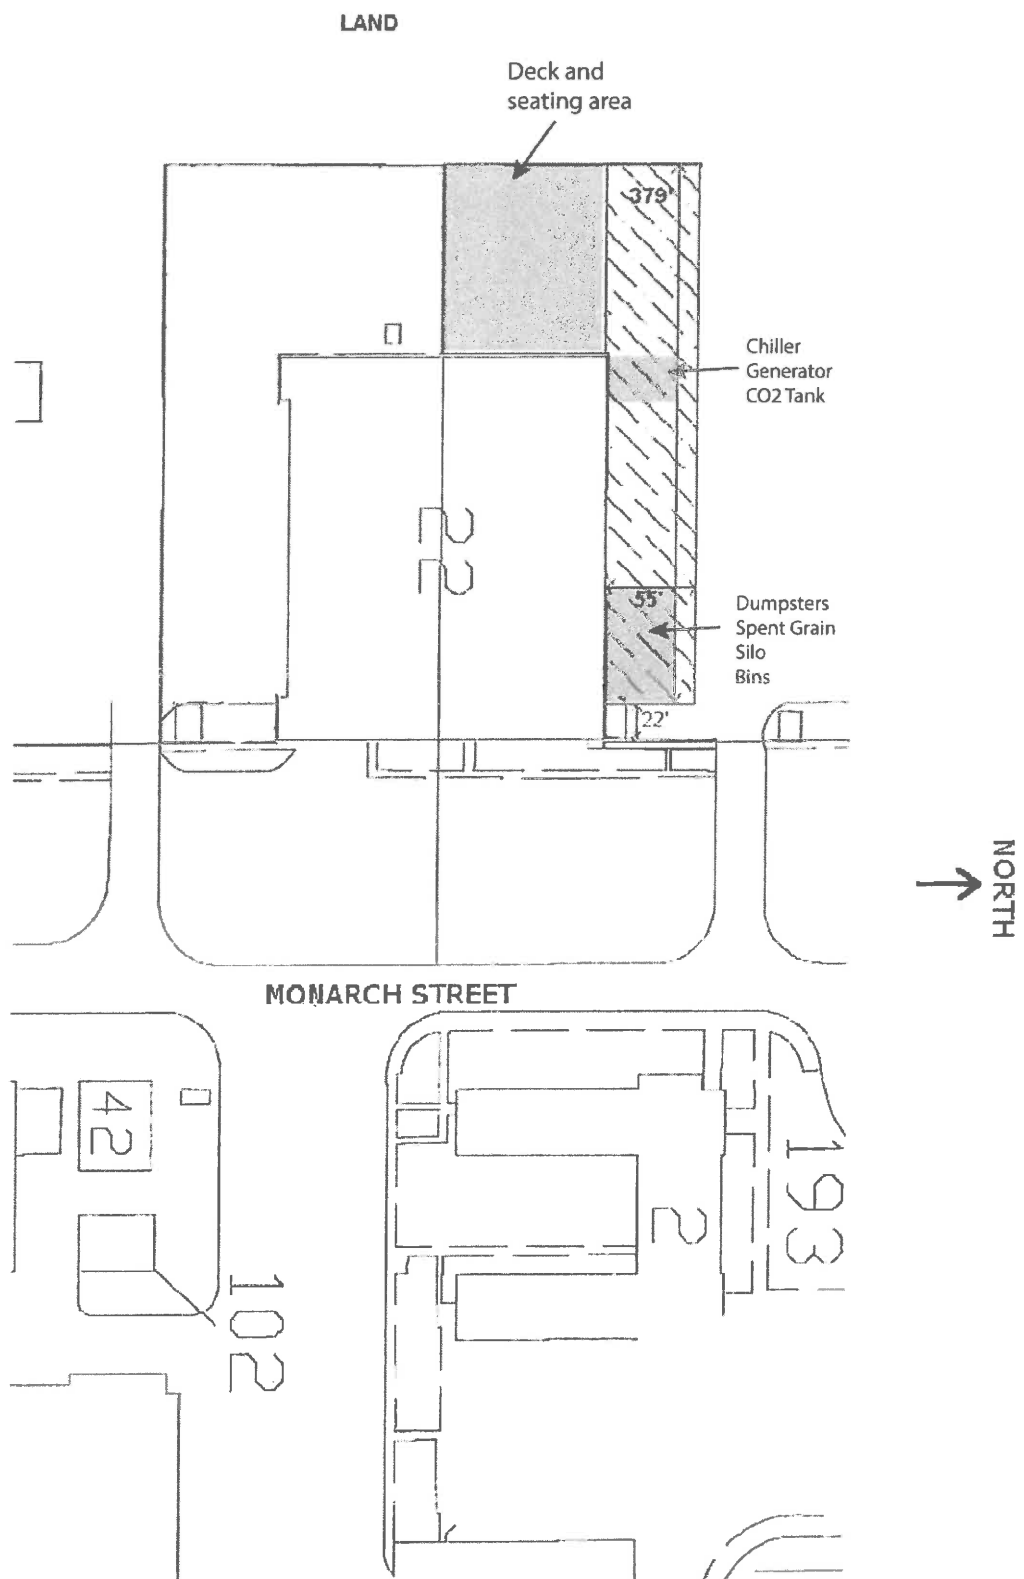 LAND
Deck and
seating area
379'
Chiller
Generator
CO2 Tank
22
55'
Dumpsters
Spent Grain
Silo
Bins
22'
NORTH
MONARCH STREET
42
193
2
102